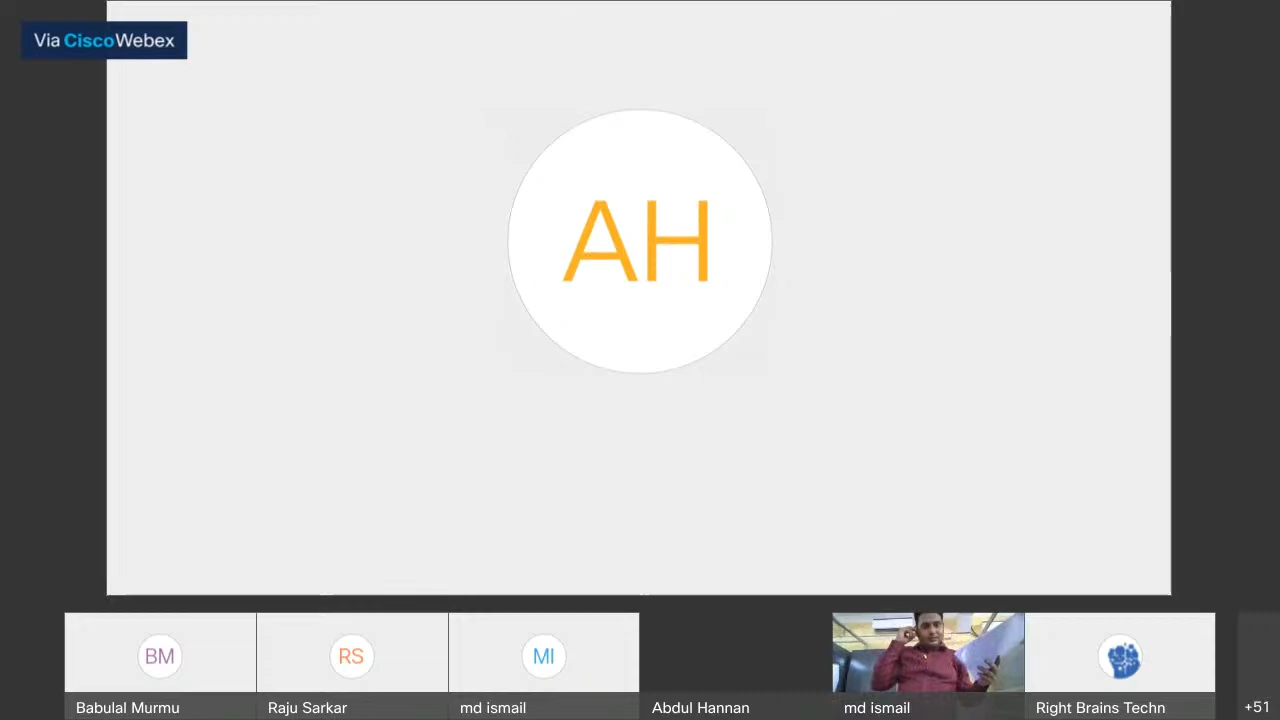 Via CiscoWebex
AH
BM
RS
MI
Babulal Murmu
Raju Sarkar
md ismail
Abdul Hannan
md ismail
Right Brains Techn
+51